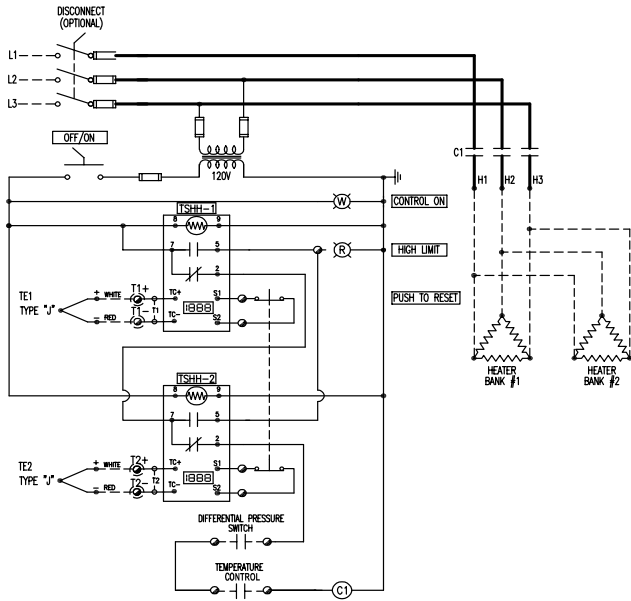 DISCONNECT
(OPTIONAL)
L1
L2
L3
OFF/ON
120V
C1
H1 H2 H3
W
CONTROL ON
TSHH-1
8 9
7 5
R
HIGH LIMIT
2
PUSH TO RESET
TE1
TYPE "J"
+ WHITE T1+
- RED T1- T1
TC+ S1
1888
TC- S2
HEATER
BANK #1
HEATER
BANK #2
TSHH-2
8 9
7 5
2
TE2
TYPE "J"
+ WHITE T2+
- RED T2- T2
TC+ S1
1888
TC- S2
DIFFERENTIAL PRESSURE
SWITCH
TEMPERATURE
CONTROL
C1